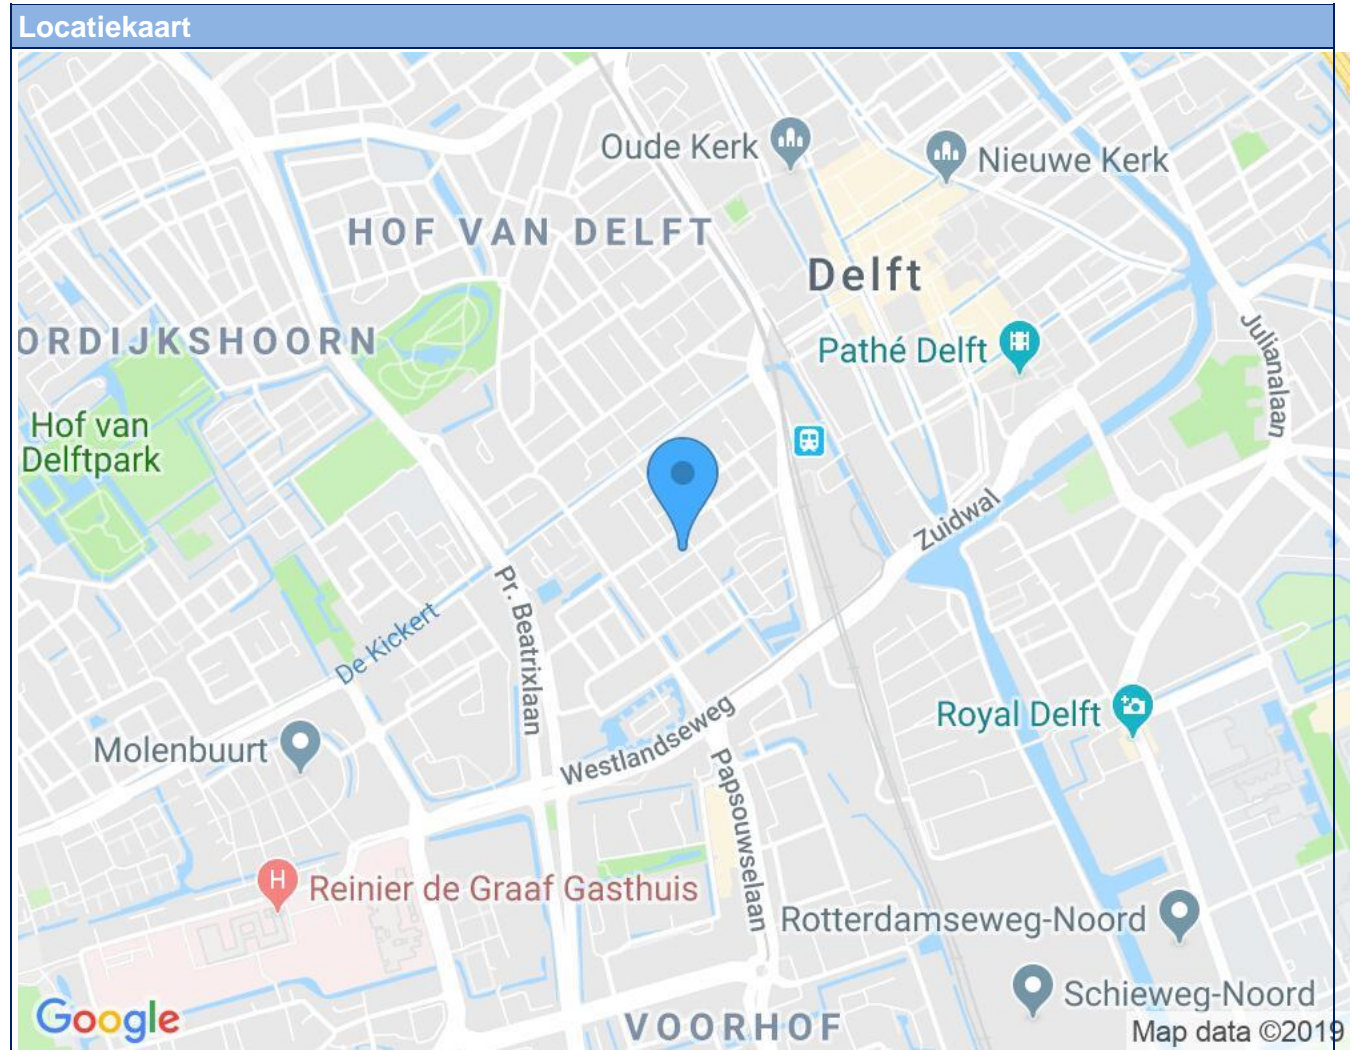 Locatiekaart
Oude Kerk
Nieuwe Kerk
HOF VAN DELFT
Delft
ORDIJKSHOORN
Pathé Delft
Julianalaan
Hof van
Delftpark
Zuidwal
Pr. Beatrixlaan
De Kickert
Royal Delft
Westlandseweg
Molenbuurt
Papsouwselaan
H
Reinier de Graaf Gasthuis
Rotterdamseweg-Noord
Schieweg-Noord
Google
VOORHOF
Map data ©2019